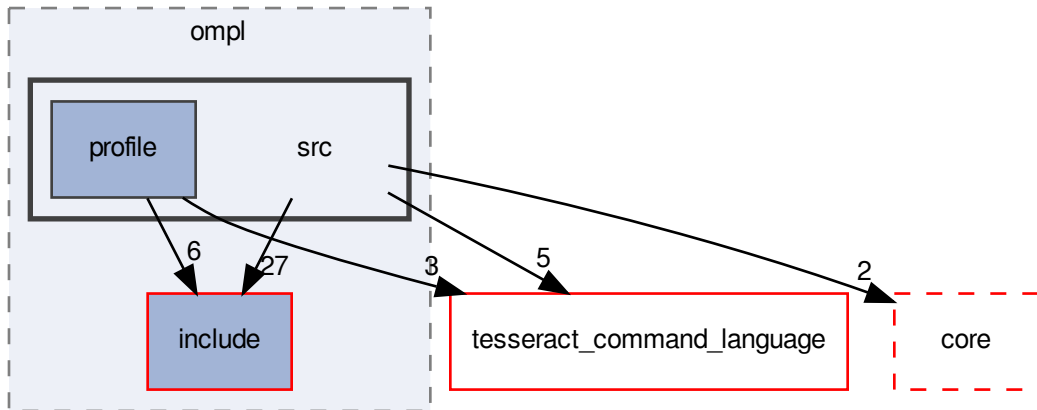 ompl
profile
src
6
27
3
5
2
include
tesseract_command_language
core